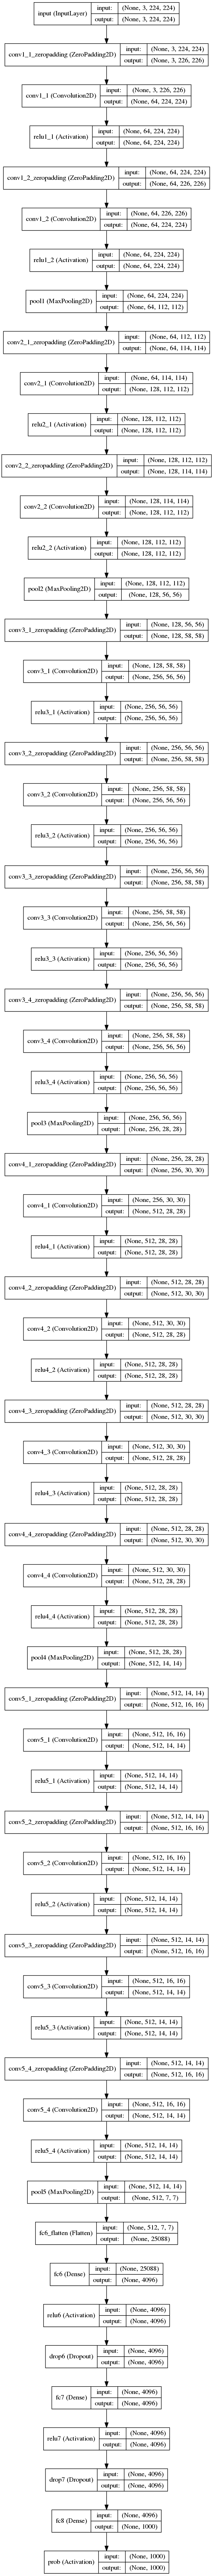 input (InputLayer)
input: (None, 3, 224, 224)
output: (None, 3, 224, 224)
conv1_1_zeropadding (ZeroPadding2D)
input: (None, 3, 224, 224)
output: (None, 3, 226, 226)
conv1_1 (Convolution2D)
input: (None, 3, 226, 226)
output: (None, 64, 224, 224)
relu1_1 (Activation)
input: (None, 64, 224, 224)
output: (None, 64, 224, 224)
conv1_2_zeropadding (ZeroPadding2D)
input: (None, 64, 224, 224)
output: (None, 64, 226, 226)
conv1_2 (Convolution2D)
input: (None, 64, 226, 226)
output: (None, 64, 224, 224)
relu1_2 (Activation)
input: (None, 64, 224, 224)
output: (None, 64, 224, 224)
pool1 (MaxPooling2D)
input: (None, 64, 224, 224)
output: (None, 64, 112, 112)
conv2_1_zeropadding (ZeroPadding2D)
input: (None, 64, 112, 112)
output: (None, 64, 114, 114)
conv2_1 (Convolution2D)
input: (None, 64, 114, 114)
output: (None, 128, 112, 112)
relu2_1 (Activation)
input: (None, 128, 112, 112)
output: (None, 128, 112, 112)
conv2_2_zeropadding (ZeroPadding2D)
input: (None, 128, 112, 112)
output: (None, 128, 114, 114)
conv2_2 (Convolution2D)
input: (None, 128, 114, 114)
output: (None, 128, 112, 112)
relu2_2 (Activation)
input: (None, 128, 112, 112)
output: (None, 128, 112, 112)
pool2 (MaxPooling2D)
input: (None, 128, 112, 112)
output: (None, 128, 56, 56)
conv3_1_zeropadding (ZeroPadding2D)
input: (None, 128, 56, 56)
output: (None, 128, 58, 58)
conv3_1 (Convolution2D)
input: (None, 128, 58, 58)
output: (None, 256, 56, 56)
relu3_1 (Activation)
input: (None, 256, 56, 56)
output: (None, 256, 56, 56)
conv3_2_zeropadding (ZeroPadding2D)
input: (None, 256, 56, 56)
output: (None, 256, 58, 58)
conv3_2 (Convolution2D)
input: (None, 256, 58, 58)
output: (None, 256, 56, 56)
relu3_2 (Activation)
input: (None, 256, 56, 56)
output: (None, 256, 56, 56)
conv3_3_zeropadding (ZeroPadding2D)
input: (None, 256, 56, 56)
output: (None, 256, 58, 58)
conv3_3 (Convolution2D)
input: (None, 256, 58, 58)
output: (None, 256, 56, 56)
relu3_3 (Activation)
input: (None, 256, 56, 56)
output: (None, 256, 56, 56)
conv3_4_zeropadding (ZeroPadding2D)
input: (None, 256, 56, 56)
output: (None, 256, 58, 58)
conv3_4 (Convolution2D)
input: (None, 256, 58, 58)
output: (None, 256, 56, 56)
relu3_4 (Activation)
input: (None, 256, 56, 56)
output: (None, 256, 56, 56)
pool3 (MaxPooling2D)
input: (None, 256, 56, 56)
output: (None, 256, 28, 28)
conv4_1_zeropadding (ZeroPadding2D)
input: (None, 256, 28, 28)
output: (None, 256, 30, 30)
conv4_1 (Convolution2D)
input: (None, 256, 30, 30)
output: (None, 512, 28, 28)
relu4_1 (Activation)
input: (None, 512, 28, 28)
output: (None, 512, 28, 28)
conv4_2_zeropadding (ZeroPadding2D)
input: (None, 512, 28, 28)
output: (None, 512, 30, 30)
conv4_2 (Convolution2D)
input: (None, 512, 30, 30)
output: (None, 512, 28, 28)
relu4_2 (Activation)
input: (None, 512, 28, 28)
output: (None, 512, 28, 28)
conv4_3_zeropadding (ZeroPadding2D)
input: (None, 512, 28, 28)
output: (None, 512, 30, 30)
conv4_3 (Convolution2D)
input: (None, 512, 30, 30)
output: (None, 512, 28, 28)
relu4_3 (Activation)
input: (None, 512, 28, 28)
output: (None, 512, 28, 28)
conv4_4_zeropadding (ZeroPadding2D)
input: (None, 512, 28, 28)
output: (None, 512, 30, 30)
conv4_4 (Convolution2D)
input: (None, 512, 30, 30)
output: (None, 512, 28, 28)
relu4_4 (Activation)
input: (None, 512, 28, 28)
output: (None, 512, 28, 28)
pool4 (MaxPooling2D)
input: (None, 512, 28, 28)
output: (None, 512, 14, 14)
conv5_1_zeropadding (ZeroPadding2D)
input: (None, 512, 14, 14)
output: (None, 512, 16, 16)
conv5_1 (Convolution2D)
input: (None, 512, 16, 16)
output: (None, 512, 14, 14)
relu5_1 (Activation)
input: (None, 512, 14, 14)
output: (None, 512, 14, 14)
conv5_2_zeropadding (ZeroPadding2D)
input: (None, 512, 14, 14)
output: (None, 512, 16, 16)
conv5_2 (Convolution2D)
input: (None, 512, 16, 16)
output: (None, 512, 14, 14)
relu5_2 (Activation)
input: (None, 512, 14, 14)
output: (None, 512, 14, 14)
conv5_3_zeropadding (ZeroPadding2D)
input: (None, 512, 14, 14)
output: (None, 512, 16, 16)
conv5_3 (Convolution2D)
input: (None, 512, 16, 16)
output: (None, 512, 14, 14)
relu5_3 (Activation)
input: (None, 512, 14, 14)
output: (None, 512, 14, 14)
conv5_4_zeropadding (ZeroPadding2D)
input: (None, 512, 14, 14)
output: (None, 512, 16, 16)
conv5_4 (Convolution2D)
input: (None, 512, 16, 16)
output: (None, 512, 14, 14)
relu5_4 (Activation)
input: (None, 512, 14, 14)
output: (None, 512, 14, 14)
pool5 (MaxPooling2D)
input: (None, 512, 14, 14)
output: (None, 512, 7, 7)
fc6_flatten (Flatten)
input: (None, 512, 7, 7)
output: (None, 25088)
fc6 (Dense)
input: (None, 25088)
output: (None, 4096)
relu6 (Activation)
input: (None, 4096)
output: (None, 4096)
drop6 (Dropout)
input: (None, 4096)
output: (None, 4096)
fc7 (Dense)
input: (None, 4096)
output: (None, 4096)
relu7 (Activation)
input: (None, 4096)
output: (None, 4096)
drop7 (Dropout)
input: (None, 4096)
output: (None, 4096)
fc8 (Dense)
input: (None, 4096)
output: (None, 1000)
prob (Activation)
input: (None, 1000)
output: (None, 1000)